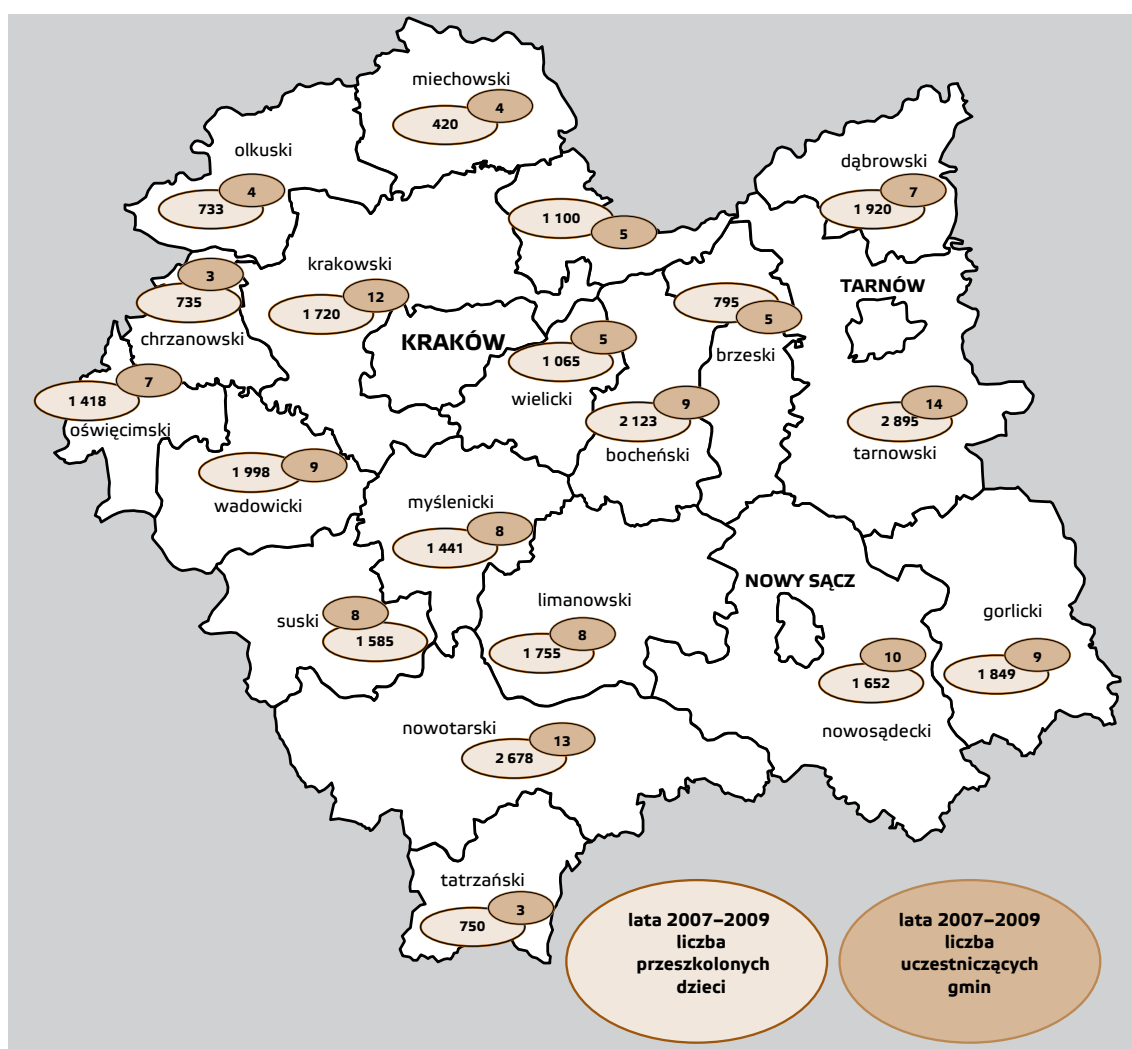 miechowski
4
420
olkuski
4
733
dąbrowski
7
1 920
1 100
5
krakowski
12
1 720
3
735
chrzanowski
KRAKÓW
5
1 065
wielicki
795
5
brzeski
TARNÓW
7
1 418
oświęcimski
9
2 123
bocheński
14
2 895
tarnowski
1 998
9
wadowicki
myślenicki
8
1 441
NOWY SĄCZ
suski
8
1 585
limanowski
8
1 755
gorlicki
9
1 849
10
1 652
nowosądecki
nowotarski
13
2 678
tatrzański
3
750
lata 2007–2009
liczba
przeszkolonych
dzieci
lata 2007–2009
liczba
uczestniczących
gmin